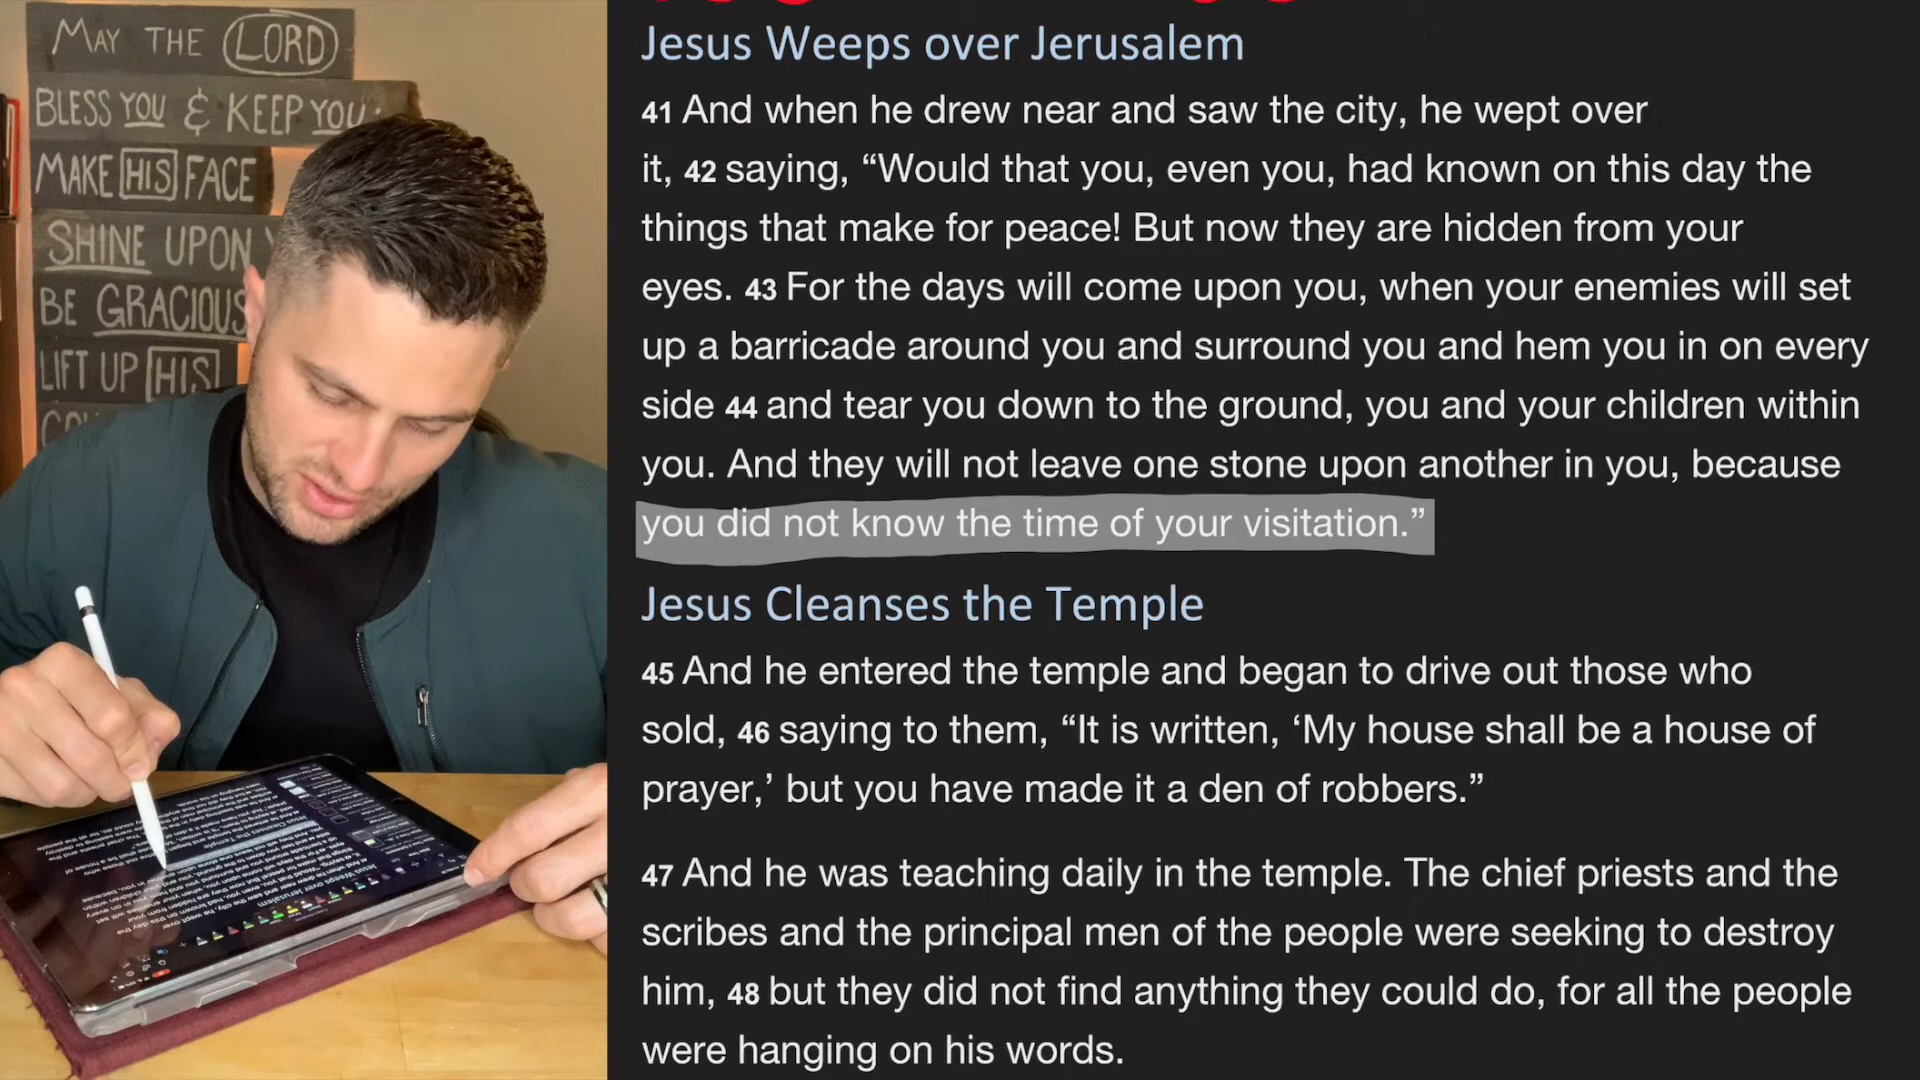 MAY THE LORD
BLESS YOU & KEEP YOU;
MAKE HIS FACE
SHINE UPON
BE GRACIOUS
LIFT UP HIS
Jesus Weeps over Jerusalem
41 And when he drew near and saw the city, he wept over
it, 42 saying, “Would that you, even you, had known on this day the
things that make for peace! But now they are hidden from your
eyes. 43 For the days will come upon you, when your enemies will set
up a barricade around you and surround you and hem you in on every
side 44 and tear you down to the ground, you and your children within
you. And they will not leave one stone upon another in you, because
you did not know the time of your visitation.”
Jesus Cleanses the Temple
45 And he entered the temple and began to drive out those who
sold, 46 saying to them, “It is written, ‘My house shall be a house of
prayer,’ but you have made it a den of robbers.”
47 And he was teaching daily in the temple. The chief priests and the
scribes and the principal men of the people were seeking to destroy
him, 48 but they did not find anything they could do, for all the people
were hanging on his words.